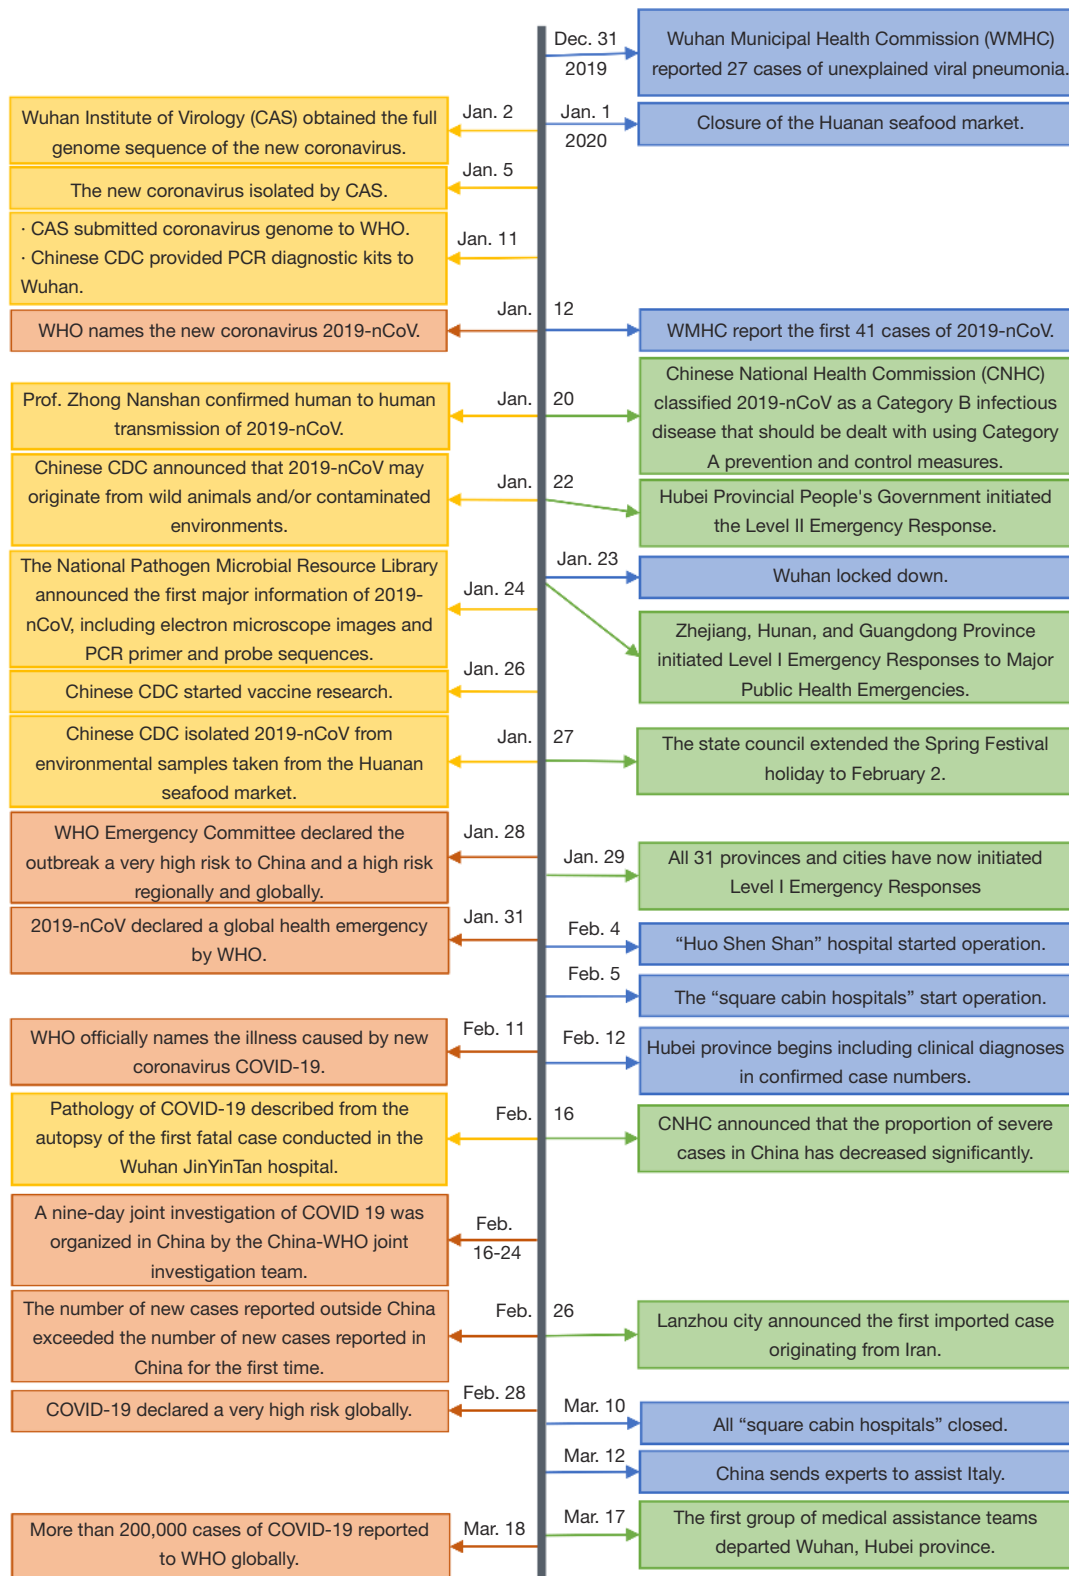 Dec. 31
2019
Wuhan Municipal Health Commission (WMHC)
reported 27 cases of unexplained viral pneumonia.
Jan. 1
2020
Closure of the Huanan seafood market.
Jan. 2
Wuhan Institute of Virology (CAS) obtained the full
genome sequence of the new coronavirus.
Jan. 5
The new coronavirus isolated by CAS.
Jan. 11
· CAS submitted coronavirus genome to WHO.
· Chinese CDC provided PCR diagnostic kits to
Wuhan.
Jan. 12
WHO names the new coronavirus 2019-nCoV.
WMHC report the first 41 cases of 2019-nCoV.
Jan. 20
Prof. Zhong Nanshan confirmed human to human
transmission of 2019-nCoV.
Chinese National Health Commission (CNHC)
classified 2019-nCoV as a Category B infectious
disease that should be dealt with using Category
A prevention and control measures.
Jan. 22
Chinese CDC announced that 2019-nCoV may
originate from wild animals and/or contaminated
environments.
Hubei Provincial People's Government initiated
the Level II Emergency Response.
Jan. 23
Wuhan locked down.
Zhejiang, Hunan, and Guangdong Province
initiated Level I Emergency Responses to Major
Public Health Emergencies.
Jan. 24
The National Pathogen Microbial Resource Library
announced the first major information of 2019-
nCoV, including electron microscope images and
PCR primer and probe sequences.
Jan. 26
Chinese CDC started vaccine research.
Jan. 27
Chinese CDC isolated 2019-nCoV from
environmental samples taken from the Huanan
seafood market.
The state council extended the Spring Festival
holiday to February 2.
Jan. 28
WHO Emergency Committee declared the
outbreak a very high risk to China and a high risk
regionally and globally.
Jan. 29
All 31 provinces and cities have now initiated
Level I Emergency Responses
Jan. 31
2019-nCoV declared a global health emergency
by WHO.
Feb. 4
“Huo Shen Shan” hospital started operation.
Feb. 5
The “square cabin hospitals” start operation.
Feb. 11
WHO officially names the illness caused by new
coronavirus COVID-19.
Feb. 12
Hubei province begins including clinical diagnoses
in confirmed case numbers.
Feb. 16
Pathology of COVID-19 described from the
autopsy of the first fatal case conducted in the
Wuhan JinYinTan hospital.
CNHC announced that the proportion of severe
cases in China has decreased significantly.
Feb.
16-24
A nine-day joint investigation of COVID 19 was
organized in China by the China-WHO joint
investigation team.
Feb. 26
The number of new cases reported outside China
exceeded the number of new cases reported in
China for the first time.
Lanzhou city announced the first imported case
originating from Iran.
Feb. 28
COVID-19 declared a very high risk globally.
Mar. 10
All “square cabin hospitals” closed.
Mar. 12
China sends experts to assist Italy.
Mar. 17
The first group of medical assistance teams
departed Wuhan, Hubei province.
Mar. 18
More than 200,000 cases of COVID-19 reported
to WHO globally.